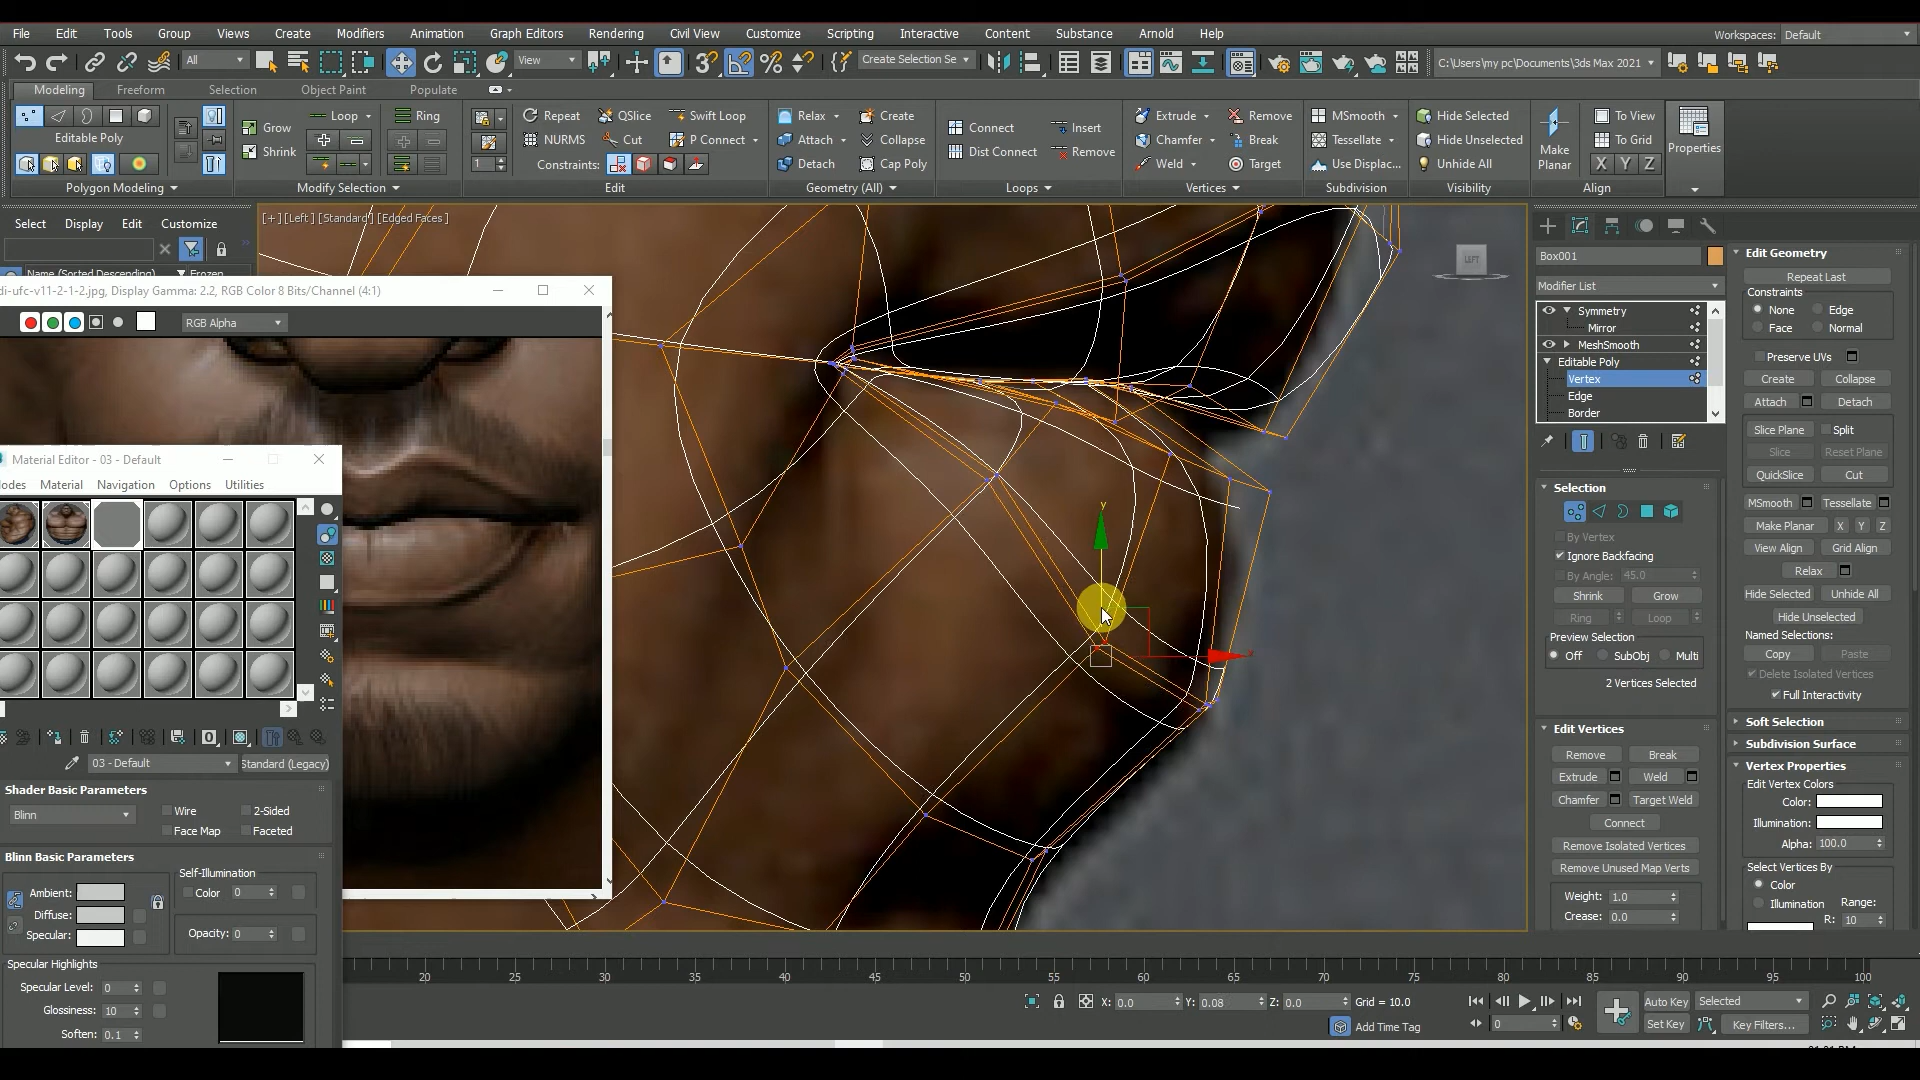 File Edit Tools Group Views Create Modifiers Animation Graph Editors Rendering Civil View Customize Scripting Interactive Content Substance Arnold Help
Workspaces: Default
All View Create Selection Se C:\Users\my pc\Documents\3ds Max 2021
Modeling Freeform Selection Object Paint Populate
Editable Poly
Polygon Modeling
Grow Loop
Shrink
Modify Selection
Ring
Repeat QSlice Swift Loop
NURMS Cut P Connect
1 Constraints:
Edit
Relax Create
Attach Collapse
Detach Cap Poly
Geometry (All)
Connect Insert
Dist Connect Remove
Loops
Extrude Remove
Chamfer Break
Weld Target
Vertices
MSmooth
Tessellate
Use Displac...
Subdivision
Hide Selected
Hide Unselected
Unhide All
Visibility
Make Planar
To View
To Grid
X Y Z
Align
Properties
Select Display Edit Customize
Name (Sorted Descending) Frozen
[+] [Left] [Standard] [Edged Faces]
LEFT
y
x
di-ufc-v11-2-1-2.jpg, Display Gamma: 2.2, RGB Color 8 Bits/Channel (4:1)
RGB Alpha
Material Editor - 03 - Default
odes Material Navigation Options Utilities
03 - Default Standard (Legacy)
Shader Basic Parameters
Blinn Wire 2-Sided
Face Map Faceted
Blinn Basic Parameters
Self-Illumination
Ambient: Color 0
Diffuse:
Specular: Opacity: 0
Specular Highlights
Specular Level: 0
Glossiness: 10
Soften: 0.1
Box001
Modifier List
Symmetry
Mirror
MeshSmooth
Editable Poly
Vertex
Edge
Border
Selection
By Vertex
Ignore Backfacing
By Angle: 45.0
Shrink Grow
Ring Loop
Preview Selection
Off SubObj Multi
2 Vertices Selected
Edit Vertices
Remove Break
Extrude Weld
Chamfer Target Weld
Connect
Remove Isolated Vertices
Remove Unused Map Verts
Weight: 1.0
Crease: 0.0
Edit Geometry
Repeat Last
Constraints
None Edge
Face Normal
Preserve UVs
Create Collapse
Attach Detach
Slice Plane Split
Slice Reset Plane
QuickSlice Cut
MSmooth Tessellate
Make Planar X Y Z
View Align Grid Align
Relax
Hide Selected Unhide All
Hide Unselected
Named Selections:
Copy Paste
Delete Isolated Vertices
Full Interactivity
Soft Selection
Subdivision Surface
Vertex Properties
Edit Vertex Colors
Color:
Illumination:
Alpha: 100.0
Select Vertices By
Color
Illumination Range:
R: 10
20 25 30 35 40 45 50 55 60 65 70 75 80 85 90 95 100
X: 0.0 Y: 0.08 Z: 0.0 Grid = 10.0
Add Time Tag
0
Auto Key Selected
Set Key Key Filters...